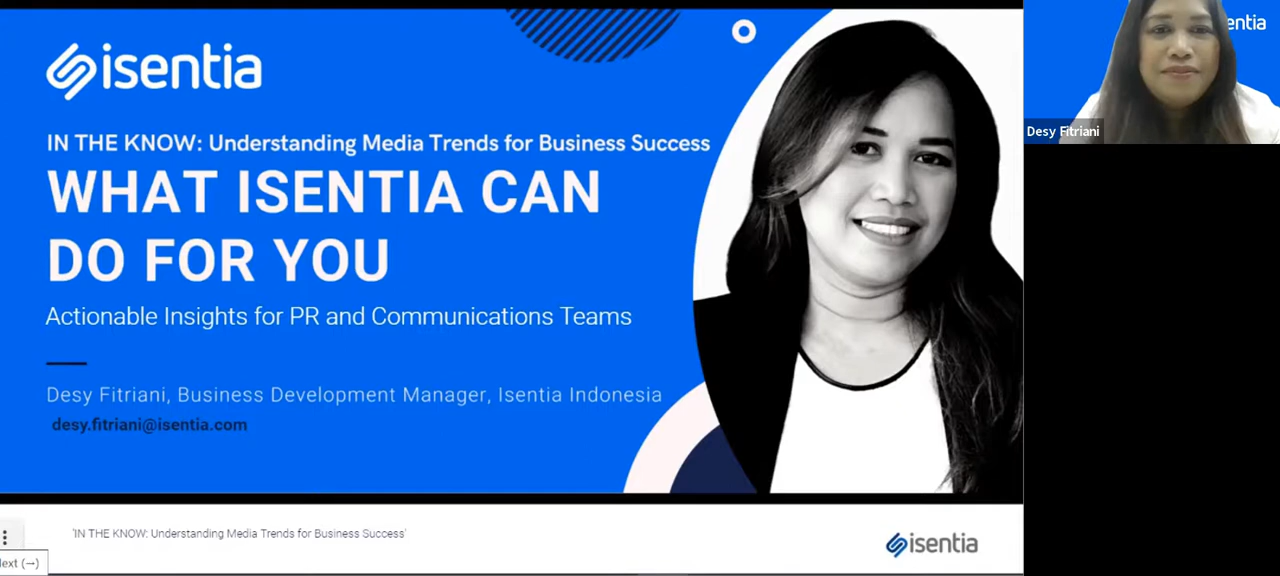 isentia
IN THE KNOW: Understanding Media Trends for Business Success
WHAT ISENTIA CAN
DO FOR YOU
Actionable Insights for PR and Communications Teams
Desy Fitriani, Business Development Manager, Isentia Indonesia
desy.fitriani@isentia.com
'IN THE KNOW: Understanding Media Trends for Business Success'
isentia
(→)
entia
Desy Fitriani